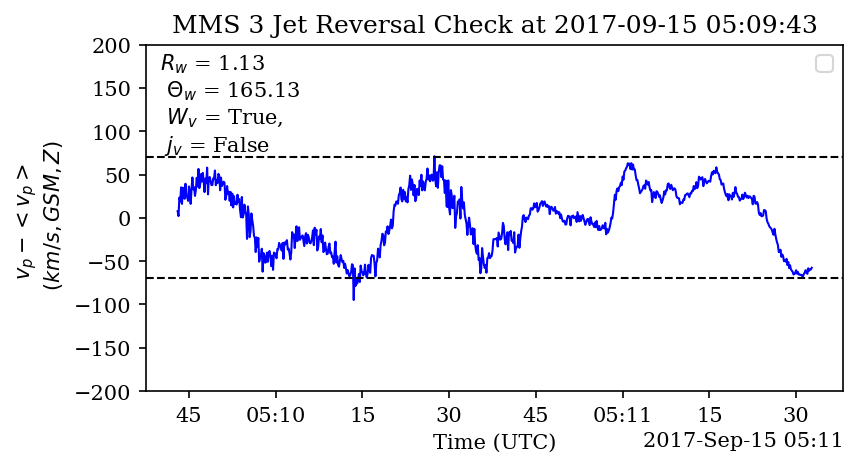 MMS 3 Jet Reversal Check at 2017-09-15 05:09:43
200
150
100
50
0
−50
−100
−150
−200
v_p − < v_p >
(km/s, GSM, Z)
R_w = 1.13
Θ_w = 165.13
W_v = True,
j_v = False
45 05:10 15 30 45 05:11 15 30
Time (UTC)
2017-Sep-15 05:11